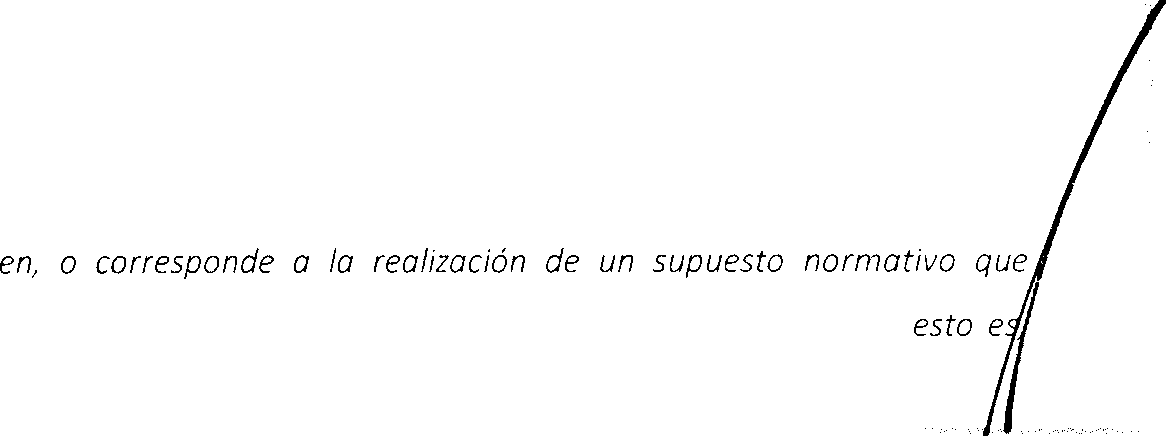 en, o corresponde a la realización de un supuesto normativo que
esto es,